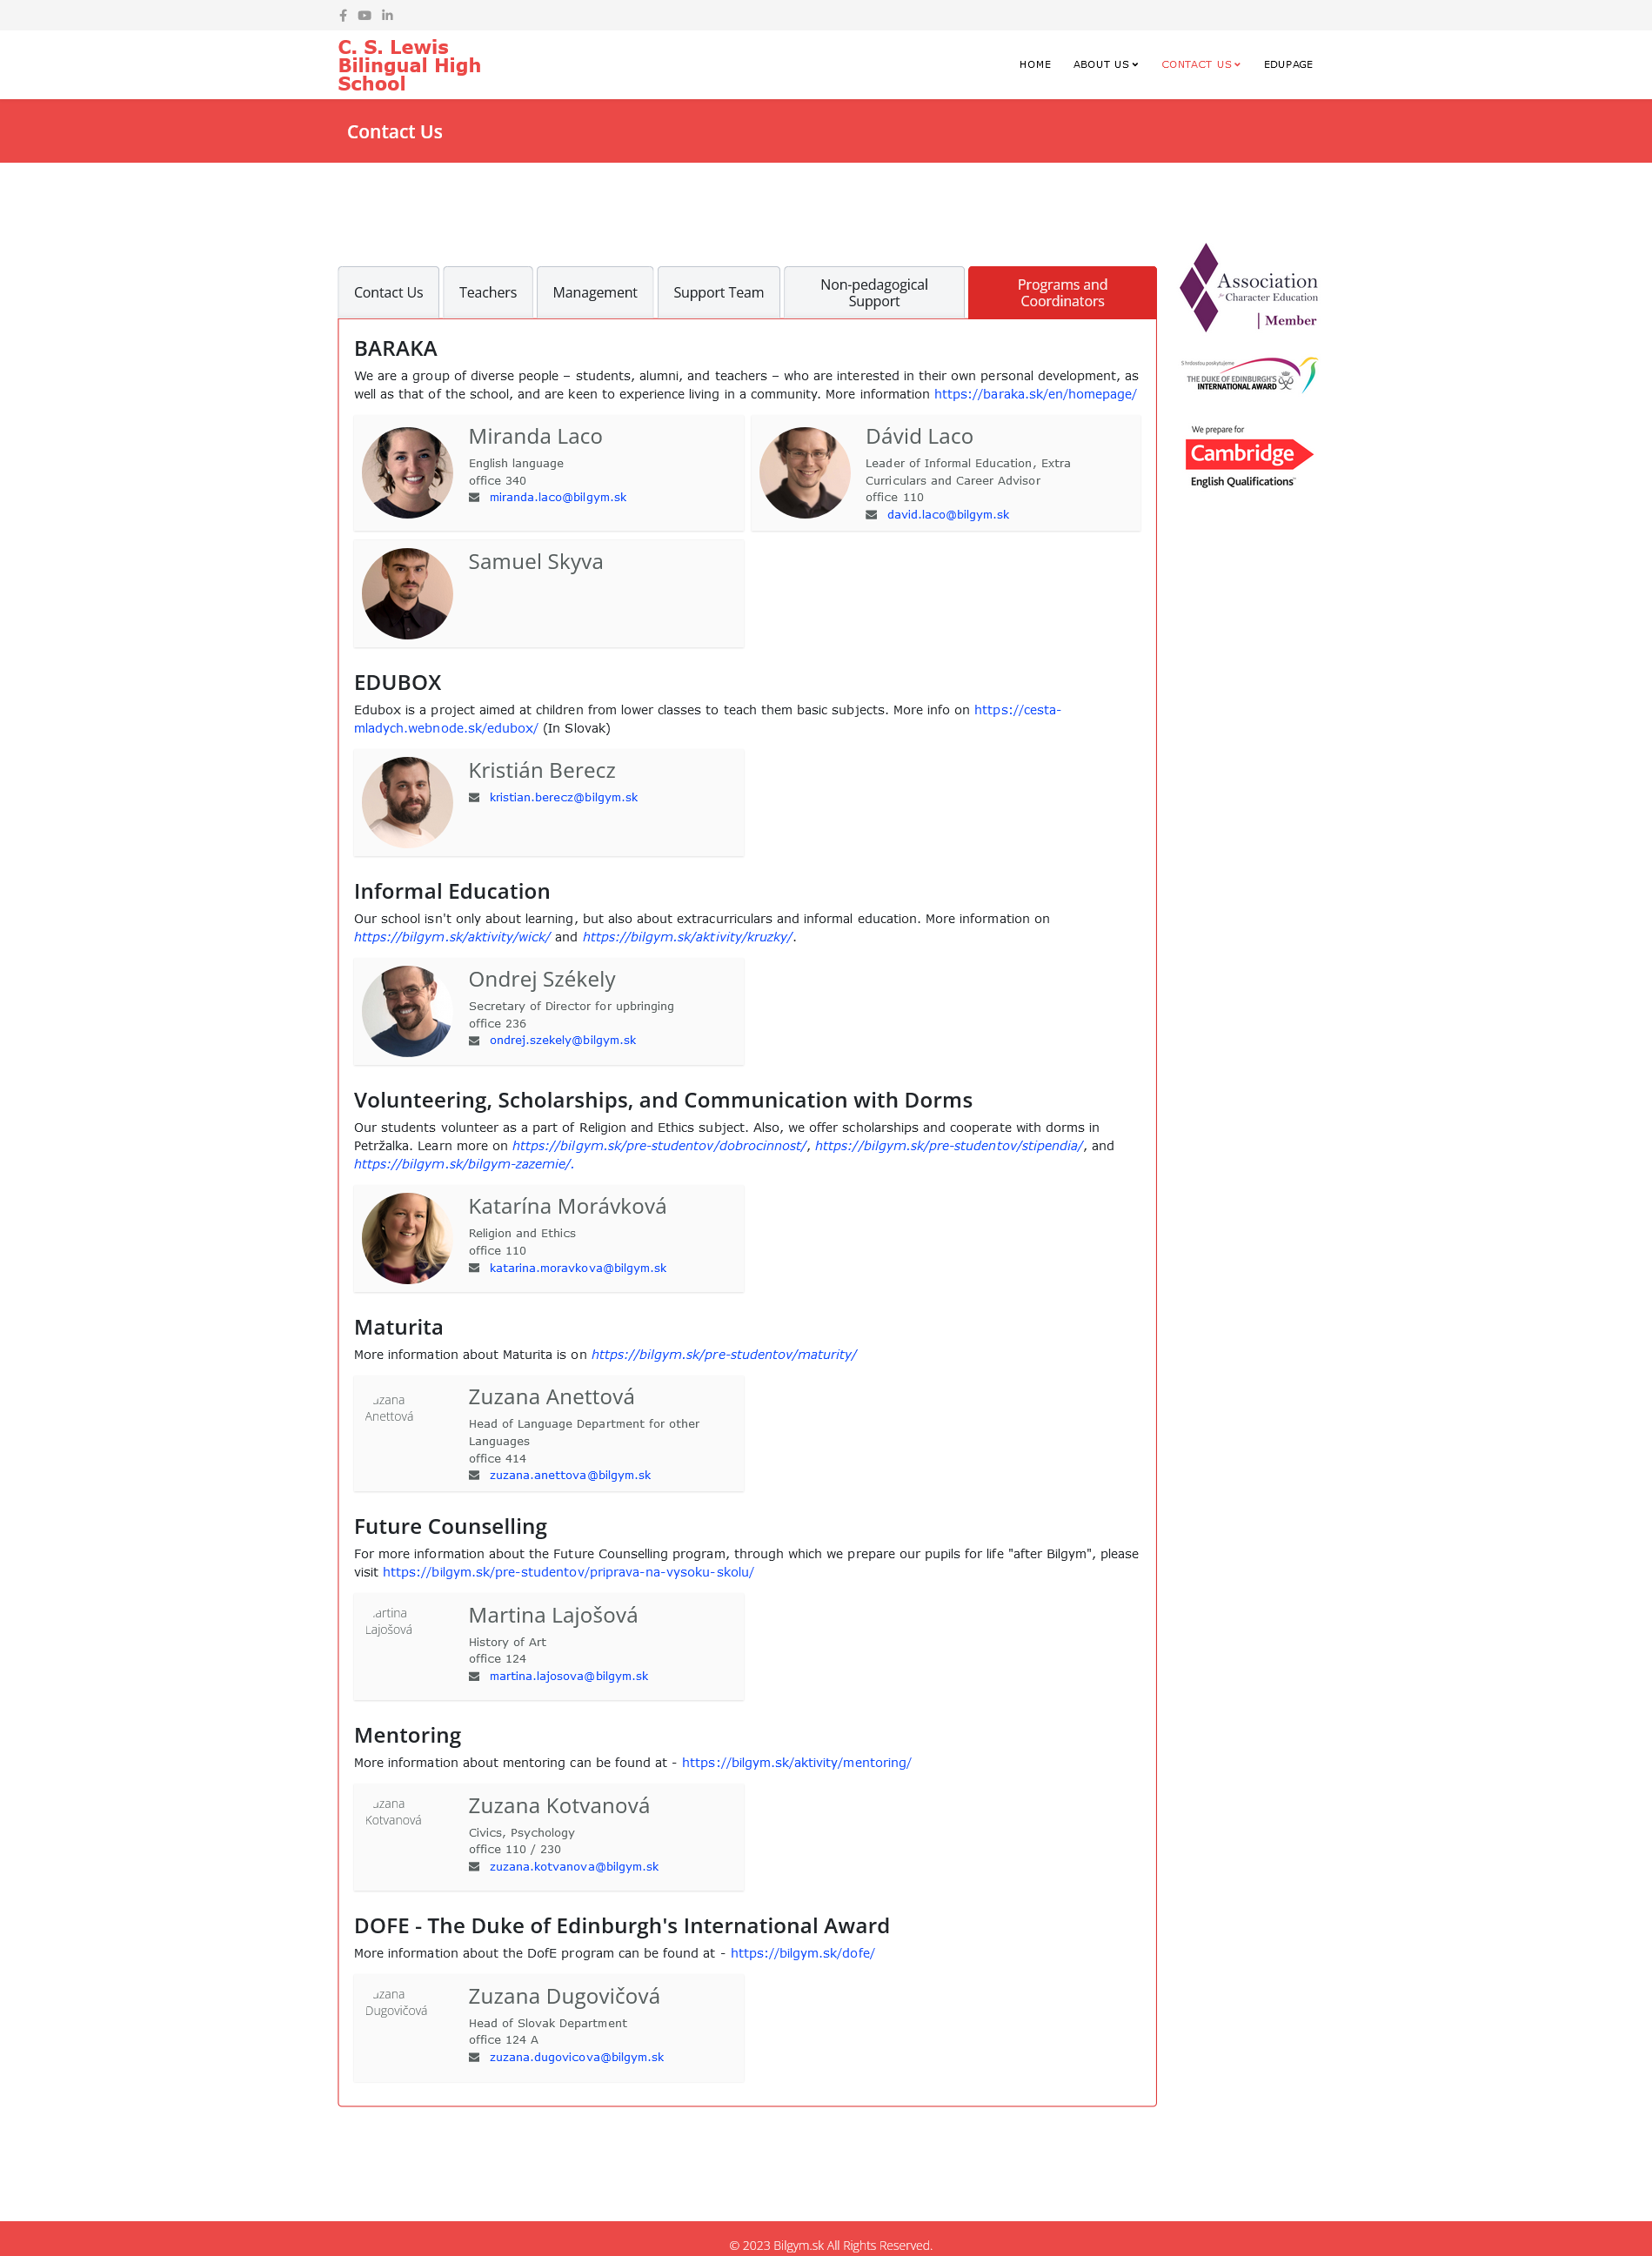 C. S. Lewis
Bilingual High
School
HOME
ABOUT US
CONTACT US
EDUPAGE
Contact Us
Contact Us
Teachers
Management
Support Team
Non-pedagogical
Support
Programs and
Coordinators
BARAKA
We are a group of diverse people – students, alumni, and teachers – who are interested in their own personal development, as
well as that of the school, and are keen to experience living in a community. More information https://baraka.sk/en/homepage/
Miranda Laco
English language
office 340
miranda.laco@bilgym.sk
Dávid Laco
Leader of Informal Education, Extra
Curriculars and Career Advisor
office 110
david.laco@bilgym.sk
Samuel Skyva
EDUBOX
Edubox is a project aimed at children from lower classes to teach them basic subjects. More info on https://cesta-
mladych.webnode.sk/edubox/ (In Slovak)
Kristián Berecz
kristian.berecz@bilgym.sk
Informal Education
Our school isn't only about learning, but also about extracurriculars and informal education. More information on
https://bilgym.sk/aktivity/wick/ and https://bilgym.sk/aktivity/kruzky/.
Ondrej Székely
Secretary of Director for upbringing
office 236
ondrej.szekely@bilgym.sk
Volunteering, Scholarships, and Communication with Dorms
Our students volunteer as a part of Religion and Ethics subject. Also, we offer scholarships and cooperate with dorms in
Petržalka. Learn more on https://bilgym.sk/pre-studentov/dobrocinnost/, https://bilgym.sk/pre-studentov/stipendia/, and
https://bilgym.sk/bilgym-zazemie/.
Katarína Morávková
Religion and Ethics
office 110
katarina.moravkova@bilgym.sk
Maturita
More information about Maturita is on https://bilgym.sk/pre-studentov/maturity/
uzana
Anettová
Zuzana Anettová
Head of Language Department for other
Languages
office 414
zuzana.anettova@bilgym.sk
Future Counselling
For more information about the Future Counselling program, through which we prepare our pupils for life "after Bilgym", please
visit https://bilgym.sk/pre-studentov/priprava-na-vysoku-skolu/
artina
Lajošová
Martina Lajošová
History of Art
office 124
martina.lajosova@bilgym.sk
Mentoring
More information about mentoring can be found at - https://bilgym.sk/aktivity/mentoring/
uzana
Kotvanová
Zuzana Kotvanová
Civics, Psychology
office 110 / 230
zuzana.kotvanova@bilgym.sk
DOFE - The Duke of Edinburgh's International Award
More information about the DofE program can be found at - https://bilgym.sk/dofe/
uzana
Dugovičová
Zuzana Dugovičová
Head of Slovak Department
office 124 A
zuzana.dugovicova@bilgym.sk
Association
for Character Education
| Member
S hrdosťou poskytujeme
THE DUKE OF EDINBURGH'S
INTERNATIONAL AWARD
We prepare for
Cambridge
English Qualifications™
© 2023 Bilgym.sk All Rights Reserved.